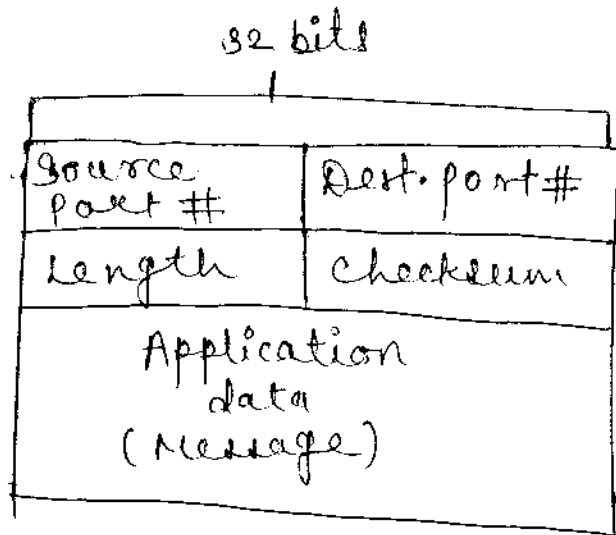 32 bits
Source Dest. port #
Port #
Length Checksum
Application
data
(Message)